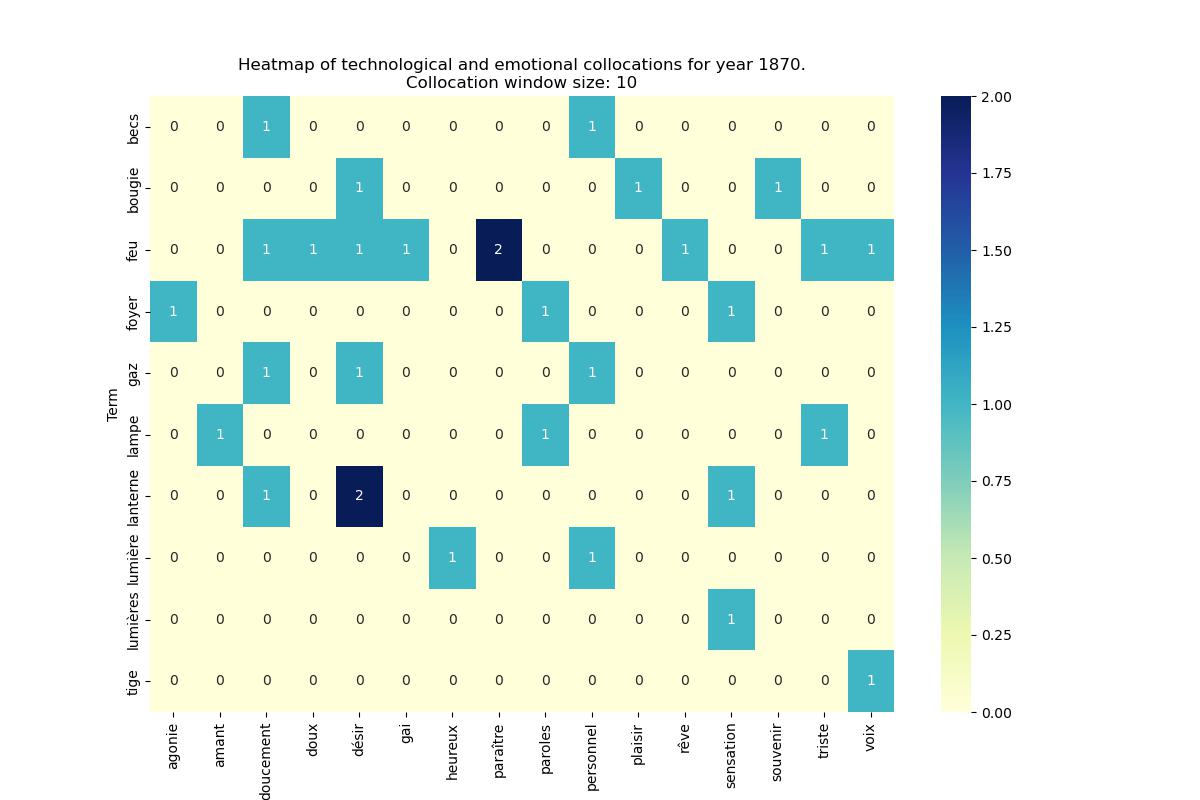 Heatmap of technological and emotional collocations for year 1870.
Collocation window size: 10
Term
becs 0 0 1 0 0 0 0 0 0 1 0 0 0 0 0 0
bougie 0 0 0 0 1 0 0 0 0 0 1 0 0 1 0 0
feu 0 0 1 1 1 1 0 2 0 0 0 1 0 0 1 1
foyer 1 0 0 0 0 0 0 0 1 0 0 0 1 0 0 0
gaz 0 0 1 0 1 0 0 0 0 1 0 0 0 0 0 0
lampe 0 1 0 0 0 0 0 0 1 0 0 0 0 0 1 0
lanterne 0 0 1 0 2 0 0 0 0 0 0 0 1 0 0 0
lumière 0 0 0 0 0 0 1 0 0 1 0 0 0 0 0 0
lumières 0 0 0 0 0 0 0 0 0 0 0 0 1 0 0 0
tige 0 0 0 0 0 0 0 0 0 0 0 0 0 0 0 1
agonie amant doucement doux désir gai heureux paraître paroles personnel plaisir rêve sensation souvenir triste voix
2.00
1.75
1.50
1.25
1.00
0.75
0.50
0.25
0.00